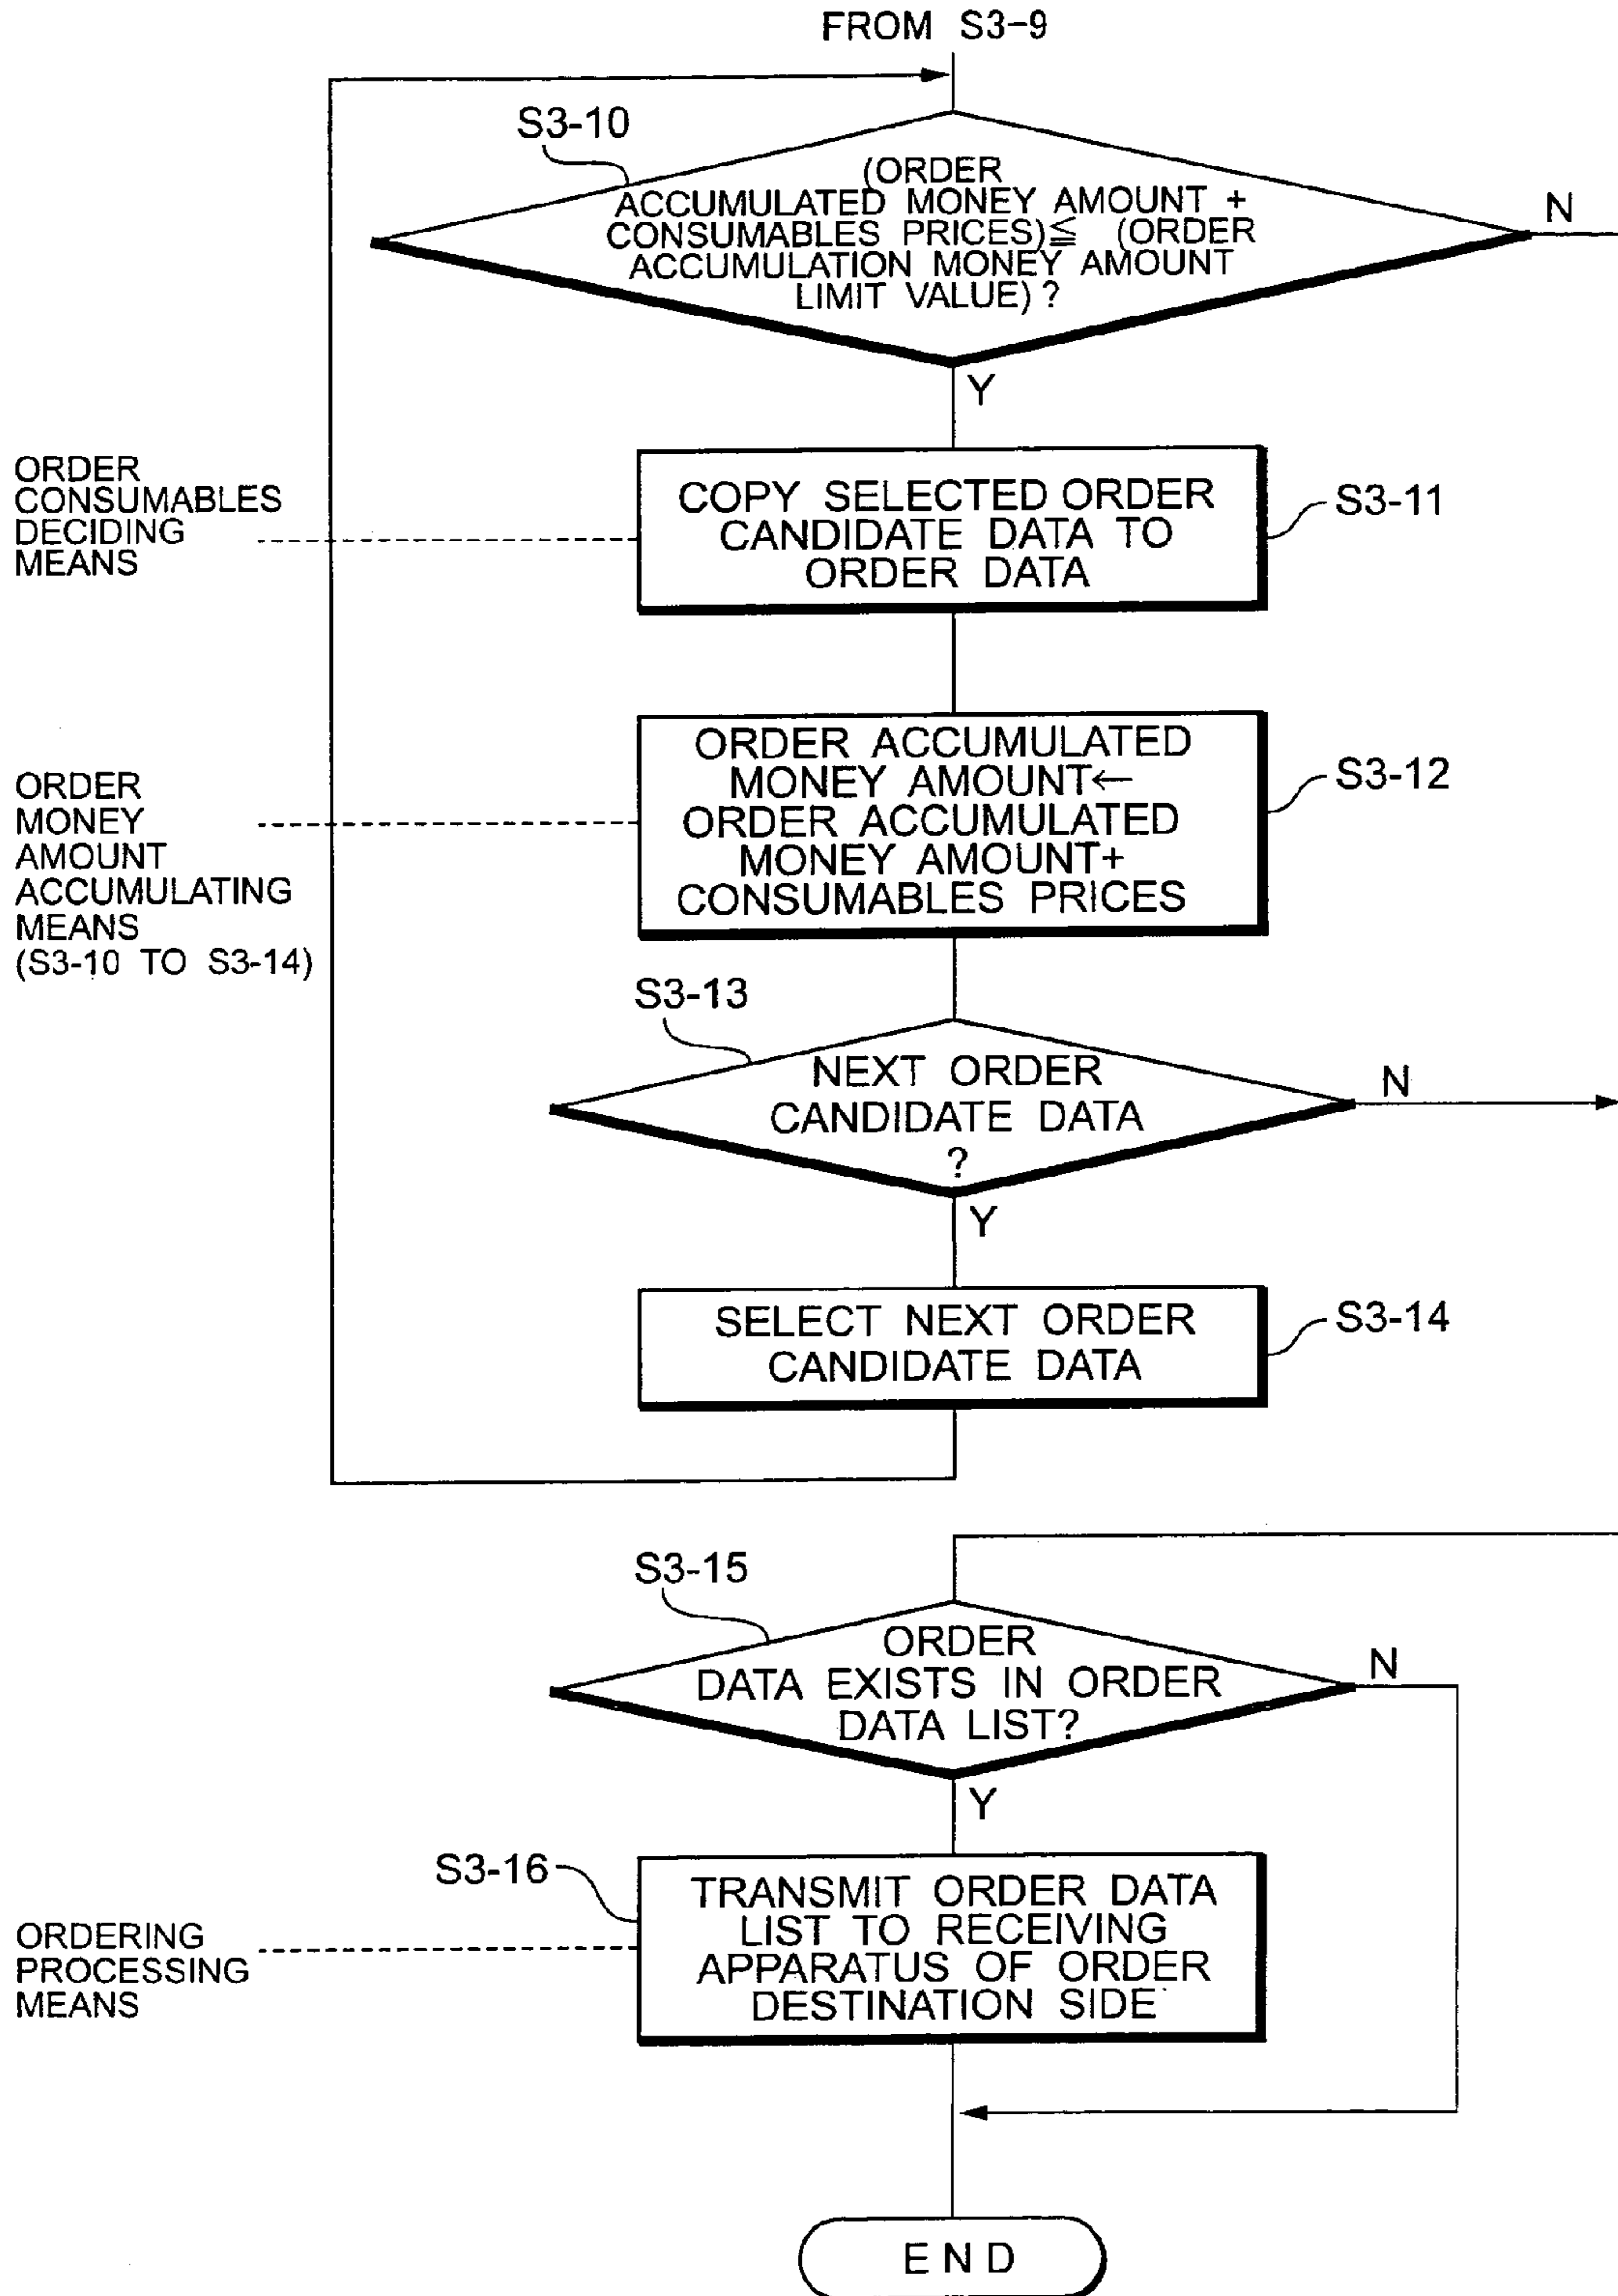 FROM S3-9
S3-10
(ORDER
ACCUMULATED MONEY AMOUNT +
CONSUMABLES PRICES)≦ (ORDER
ACCUMULATION MONEY AMOUNT
LIMIT VALUE) ?
N
Y
ORDER
CONSUMABLES
DECIDING
MEANS
COPY SELECTED ORDER
CANDIDATE DATA TO
ORDER DATA
S3-11
ORDER
MONEY
AMOUNT
ACCUMULATING
MEANS
(S3-10 TO S3-14)
ORDER ACCUMULATED
MONEY AMOUNT←
ORDER ACCUMULATED
MONEY AMOUNT+
CONSUMABLES PRICES
S3-12
S3-13
NEXT ORDER
CANDIDATE DATA
?
N
Y
SELECT NEXT ORDER
CANDIDATE DATA
S3-14
S3-15
ORDER
DATA EXISTS IN ORDER
DATA LIST?
N
Y
S3-16
ORDERING
PROCESSING
MEANS
TRANSMIT ORDER DATA
LIST TO RECEIVING
APPARATUS OF ORDER
DESTINATION SIDE
END